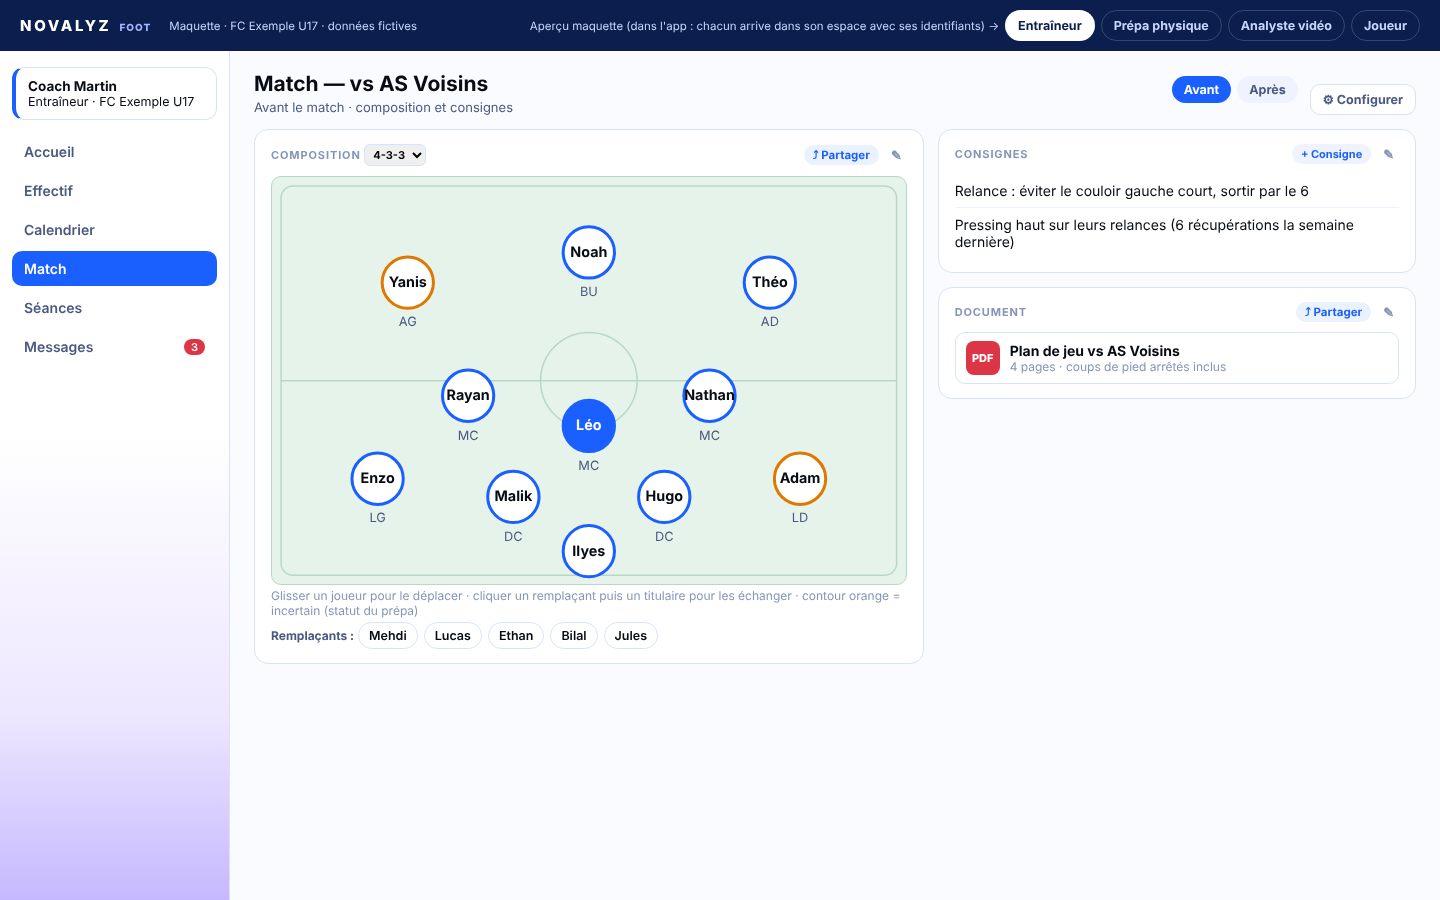 NOVALYZ FOOT Maquette · FC Exemple U17 · données fictives
Aperçu maquette (dans l'app : chacun arrive dans son espace avec ses identifiants) → Entraîneur Prépa physique Analyste vidéo Joueur
Coach Martin
Entraîneur · FC Exemple U17
Accueil
Effectif
Calendrier
Match
Séances
Messages 3
Match — vs AS Voisins
Avant le match · composition et consignes
Avant Après ⚙ Configurer
COMPOSITION 4-3-3 ⤴ Partager ✎
Noah
BU
Yanis
AG
Théo
AD
Rayan
MC
Nathan
MC
Léo
MC
Enzo
LG
Malik
DC
Hugo
DC
Adam
LD
Ilyes
Glisser un joueur pour le déplacer · cliquer un remplaçant puis un titulaire pour les échanger · contour orange =
incertain (statut du prépa)
Remplaçants : Mehdi Lucas Ethan Bilal Jules
CONSIGNES + Consigne ✎
Relance : éviter le couloir gauche court, sortir par le 6
Pressing haut sur leurs relances (6 récupérations la semaine
dernière)
DOCUMENT ⤴ Partager ✎
PDF
Plan de jeu vs AS Voisins
4 pages · coups de pied arrêtés inclus